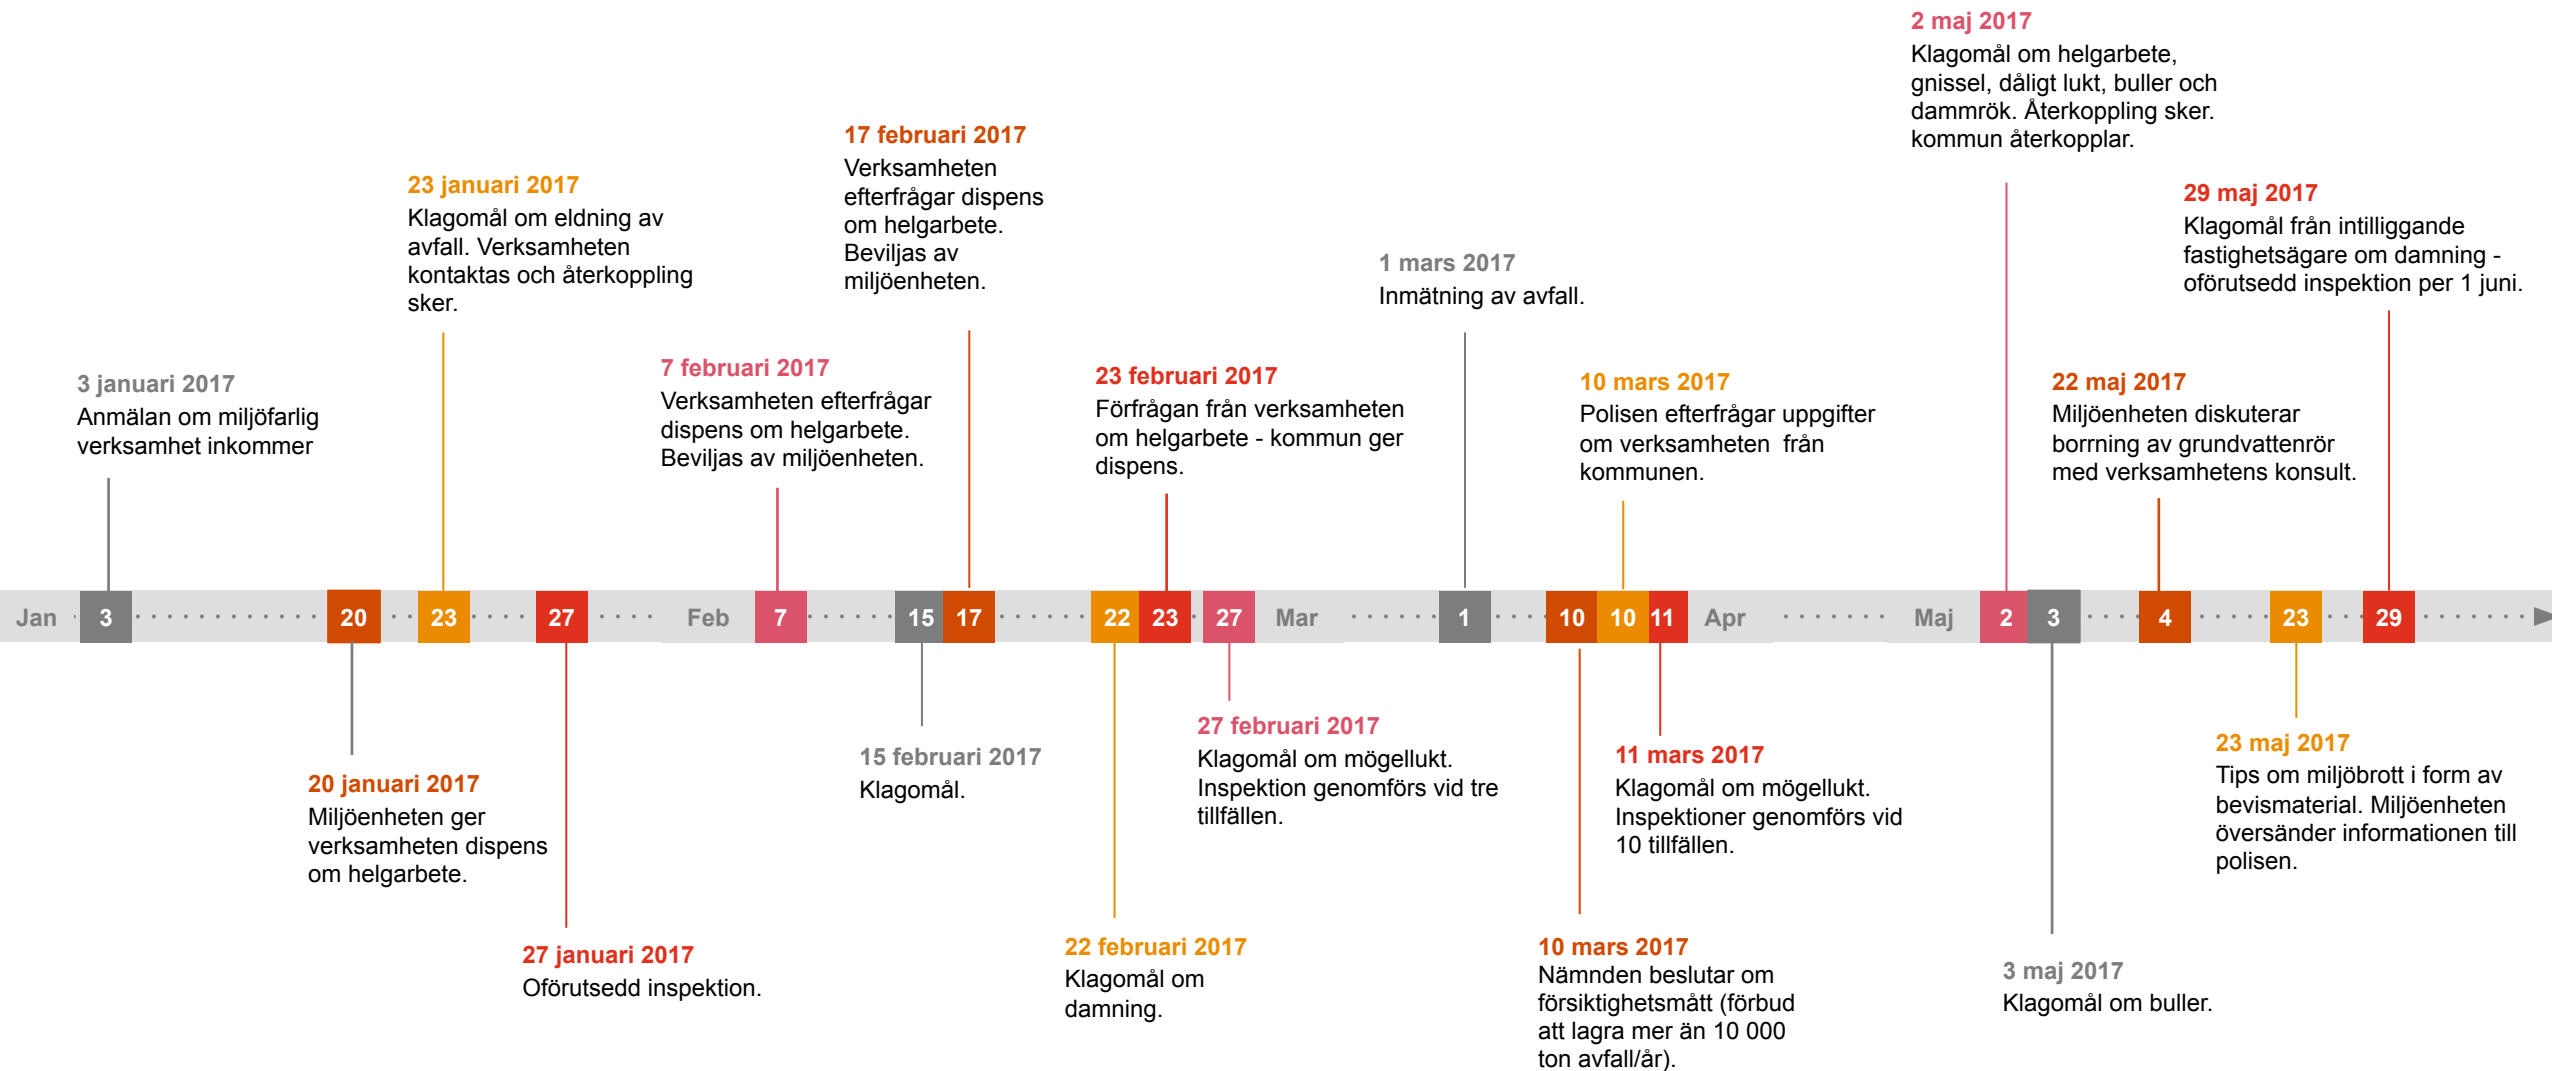 2 maj 2017
Klagomål om helgarbete,
gnissel, dåligt lukt, buller och
dammrök. Återkoppling sker.
kommun återkopplar.
17 februari 2017
Verksamheten
efterfrågar dispens
om helgarbete.
Beviljas av
miljöenheten.
23 januari 2017
Klagomål om eldning av
avfall. Verksamheten
kontaktas och återkoppling
sker.
29 maj 2017
Klagomål från intilliggande
fastighetsägare om damning -
oförutsedd inspektion per 1 juni.
1 mars 2017
Inmätning av avfall.
3 januari 2017
Anmälan om miljöfarlig
verksamhet inkommer
7 februari 2017
Verksamheten efterfrågar
dispens om helgarbete.
Beviljas av miljöenheten.
23 februari 2017
Förfrågan från verksamheten
om helgarbete - kommun ger
dispens.
10 mars 2017
Polisen efterfrågar uppgifter
om verksamheten  från
kommunen.
22 maj 2017
Miljöenheten diskuterar
borrning av grundvattenrör
med verksamhetens konsult.
Jan 3 20 23 27 Feb 7 15 17 22 23 27 Mar 1 10 10 11 Apr Maj 2 3 4 23 29
20 januari 2017
Miljöenheten ger
verksamheten dispens
om helgarbete.
27 januari 2017
Oförutsedd inspektion.
15 februari 2017
Klagomål.
22 februari 2017
Klagomål om
damning.
27 februari 2017
Klagomål om mögellukt.
Inspektion genomförs vid tre
tillfällen.
10 mars 2017
Nämnden beslutar om
försiktighetsmått (förbud
att lagra mer än 10 000
ton avfall/år).
11 mars 2017
Klagomål om mögellukt.
Inspektioner genomförs vid
10 tillfällen.
3 maj 2017
Klagomål om buller.
23 maj 2017
Tips om miljöbrott i form av
bevismaterial. Miljöenheten
översänder informationen till
polisen.